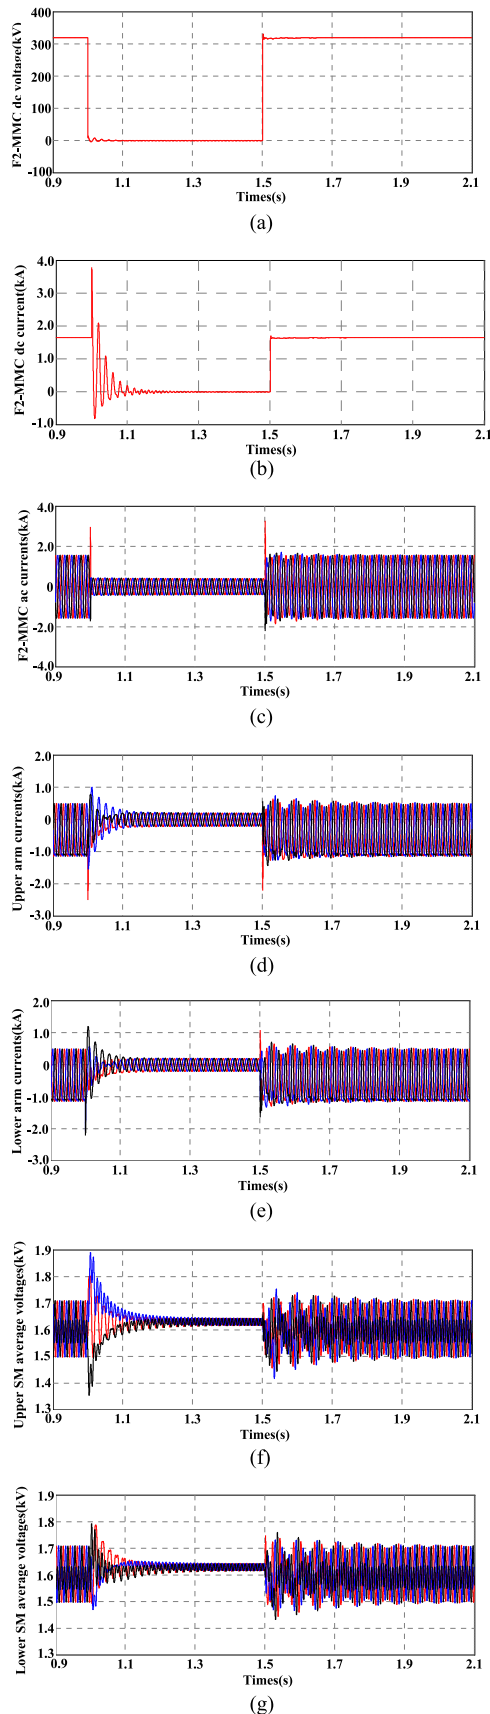 F2-MMC dc voltage(kV)
300
200
100
0
-100
0.9 1.1 1.3 1.5 1.7 1.9 2.1
Times(s)
(a)
F2-MMC dc current(kA)
4.0
3.0
2.0
1.0
0
-1.0
0.9 1.1 1.3 1.5 1.7 1.9 2.1
Times(s)
(b)
F2-MMC ac currents(kA)
4.0
2.0
0
-2.0
-4.0
0.9 1.1 1.3 1.5 1.7 1.9 2.1
Times(s)
(c)
Upper arm currents(kA)
2.0
1.0
0
-1.0
-2.0
-3.0
0.9 1.1 1.3 1.5 1.7 1.9 2.1
Times(s)
(d)
Lower arm currents(kA)
2.0
1.0
0
-1.0
-2.0
-3.0
0.9 1.1 1.3 1.5 1.7 1.9 2.1
Times(s)
(e)
Upper SM average voltages(kV)
1.9
1.8
1.7
1.6
1.5
1.4
1.3
0.9 1.1 1.3 1.5 1.7 1.9 2.1
Times(s)
(f)
Lower SM average voltages(kV)
1.9
1.8
1.7
1.6
1.5
1.4
1.3
0.9 1.1 1.3 1.5 1.7 1.9 2.1
Times(s)
(g)